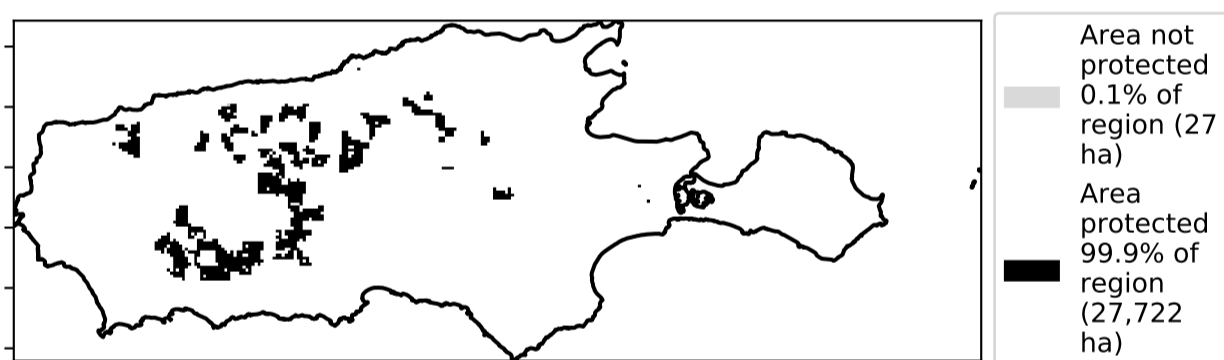 Area not
protected
0.1% of
region (27
ha)
Area
protected
99.9% of
region
(27,722
ha)